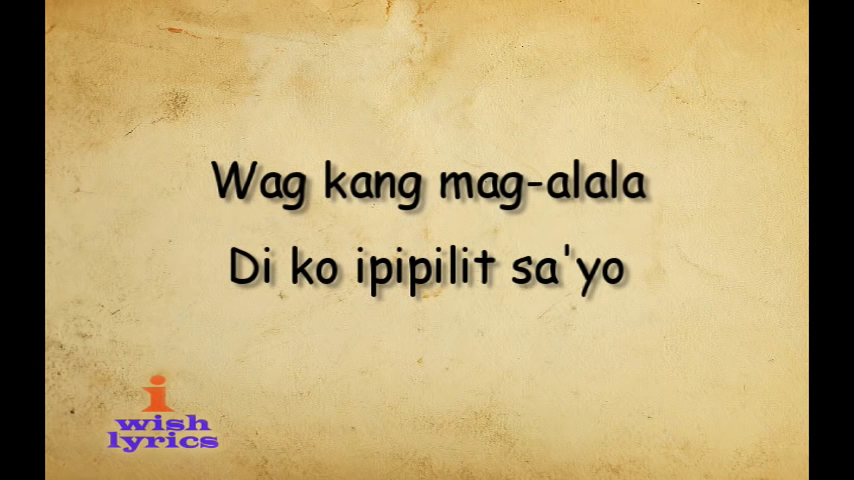 Wag kang mag-alala
Di ko ipipilit sa'yo
i
wish
lyrics